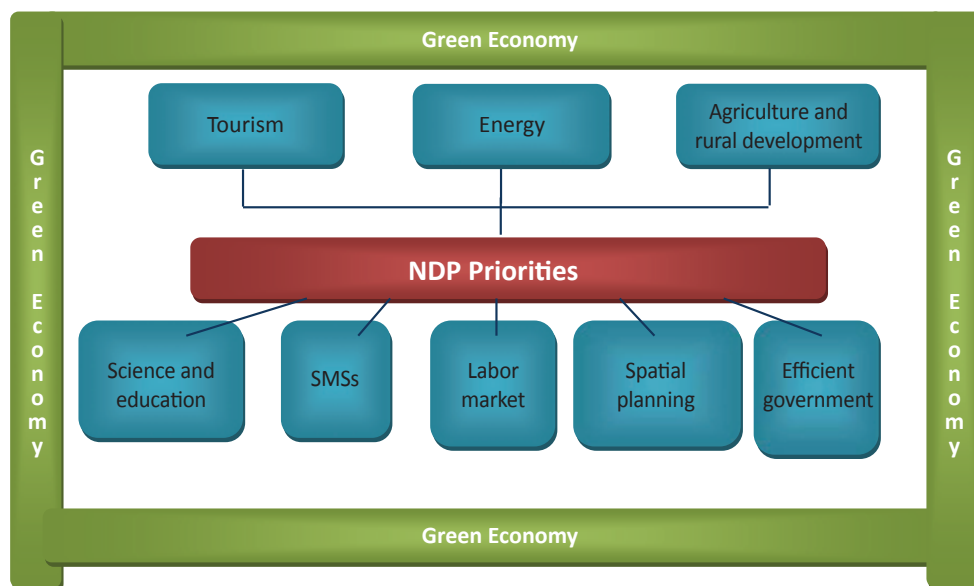 Green Economy
Green Economy
Tourism
Energy
Agriculture and
rural development
Green Economy
NDP Priorities
Science and
education
SMSs
Labor
market
Spatial
planning
Efficient
government
Green Economy